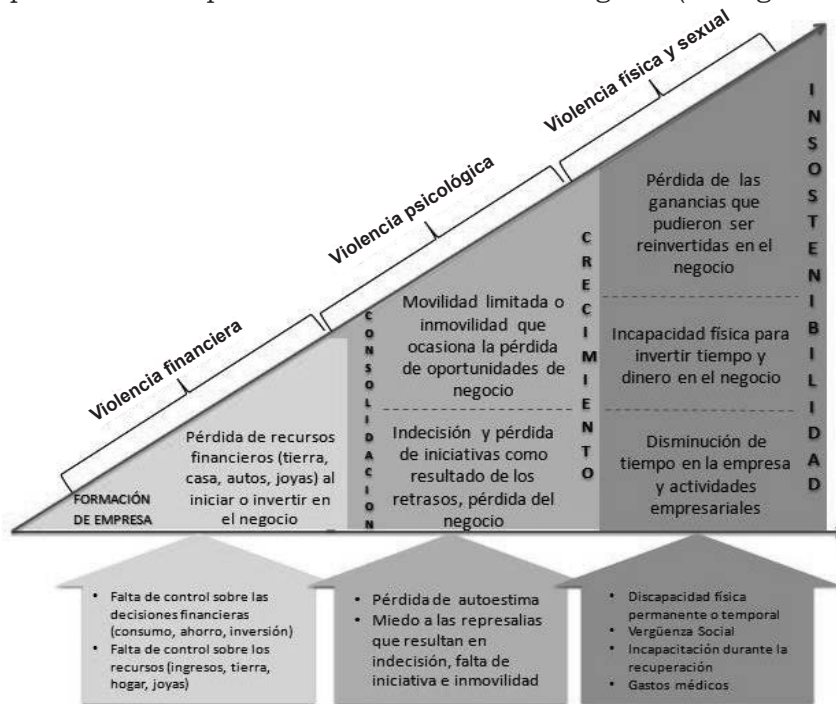 Violencia física y sexual
Violencia psicológica
Violencia financiera
FORMACIÓN
DE EMPRESA
Pérdida de recursos
financieros (tierra,
casa, autos, joyas) al
iniciar o invertir en
el negocio
CONSOLIDACION
Movilidad limitada o
inmovilidad que
ocasiona la pérdida
de oportunidades de
negocio
Indecisión y pérdida
de iniciativas como
resultado de los
retrasos, pérdida del
negocio
CRECIMIENTO
Pérdida de las
ganancias que
pudieron ser
reinvertidas en el
negocio
Incapacidad física para
invertir tiempo y
dinero en el negocio
Disminución de
tiempo en la empresa
y actividades
empresariales
INSOSTENIBILIDAD
• Falta de control sobre las
decisiones financieras
(consumo, ahorro, inversión)
• Falta de control sobre los
recursos (ingresos, tierra,
hogar, joyas)
• Pérdida de autoestima
• Miedo a las represalias
que resultan en
indecisión, falta de
iniciativa e inmovilidad
• Discapacidad física
permanente o temporal
• Vergüenza Social
• Incapacitación durante la
recuperación
• Gastos médicos